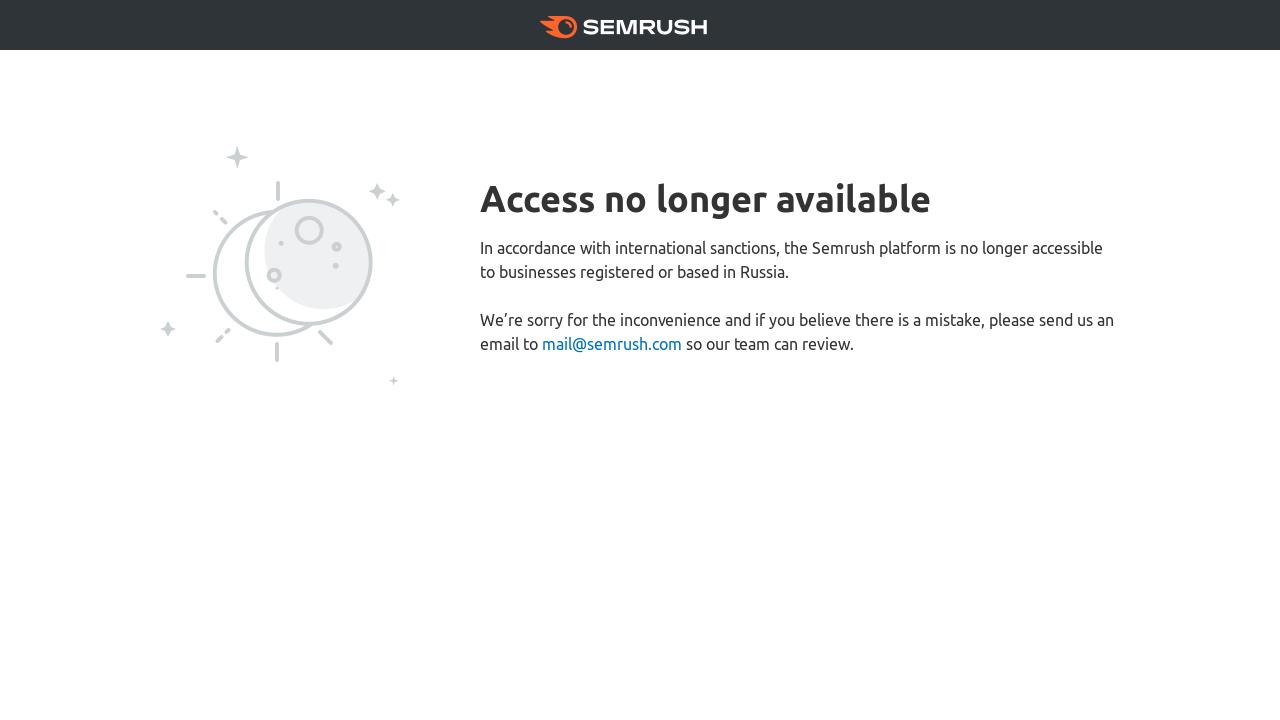 SEMRUSH
Access no longer available
In accordance with international sanctions, the Semrush platform is no longer accessible
to businesses registered or based in Russia.
We’re sorry for the inconvenience and if you believe there is a mistake, please send us an
email to mail@semrush.com so our team can review.